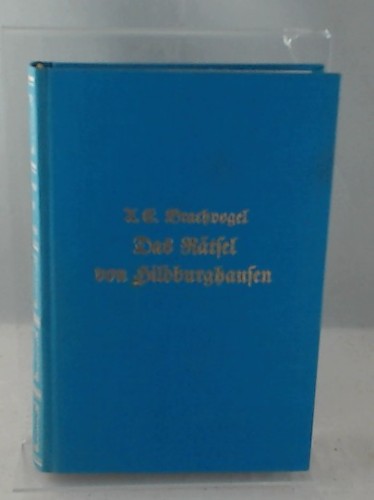 A. E. Brachvogel
Das Rätsel
von Hildburghausen